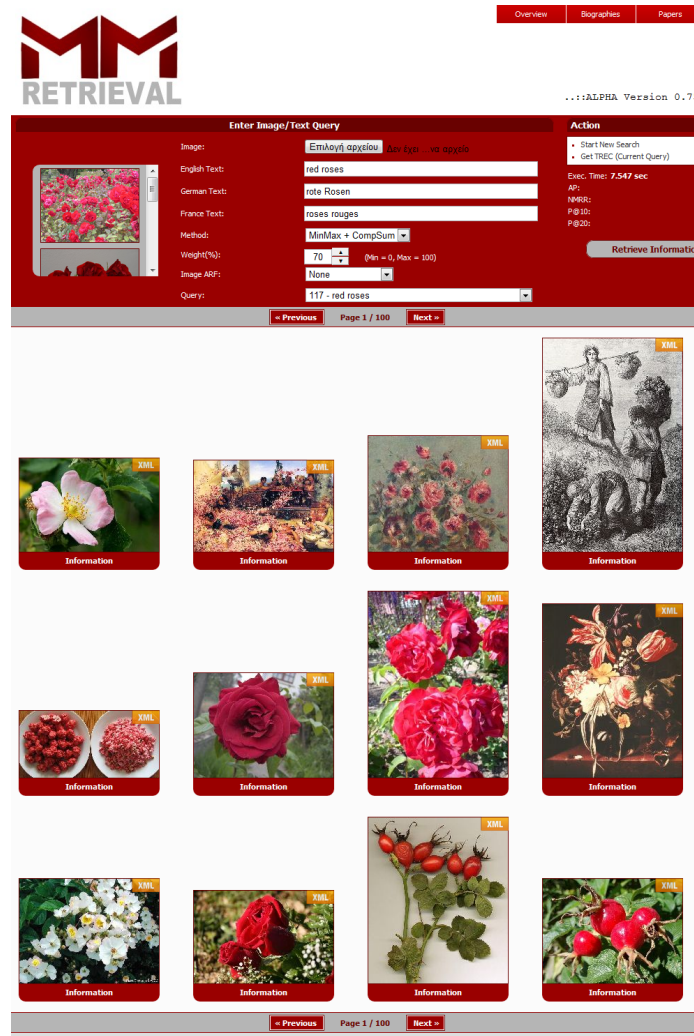 Overview Biographies Papers
MM
RETRIEVAL
..::ALPHA Version 0.7
Enter Image/Text Query
Action
Image: Επιλογή αρχείου Δεν έχει ...να αρχείο
Start New Search
Get TREC (Current Query)
English Text: red roses
Exec. Time: 7.547 sec
German Text: rote Rosen
AP:
NMRR:
France Text: roses rouges
P@10:
P@20:
Method: MinMax + CompSum
Weight(%): 70 (Min = 0, Max = 100)
Retrieve Informatio
Image ARF: None
Query: 117 - red roses
« Previous Page 1 / 100 Next »
XML
XML XML XML
Information Information Information Information
XML XML
XML XML
Information Information Information Information
XML
XML XML XML
Information Information Information Information
« Previous Page 1 / 100 Next »